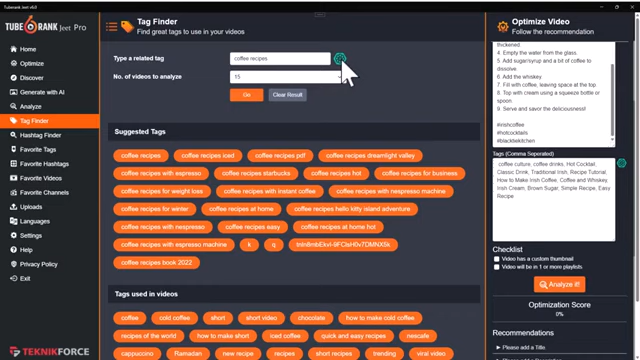 Tuberank Jeet v6.0
TUBE RANK Jeet Pro
Home
Optimize
Discover
Generate with AI
Analyze
Tag Finder
Hashtag Finder
Favorite Tags
Favorite Hashtags
Favorite Videos
Favorite Channels
Uploads
Languages
Settings
Help
Privacy Policy
Exit
TEKNIKFORCE
Tag Finder
Find great tags to use in your videos
Type a related tag
coffee recipes
No. of videos to analyze
15
Go
Clear Result
Suggested Tags
coffee recipes
coffee recipes iced
coffee recipes pdf
coffee recipes dreamlight valley
coffee recipes with espresso
coffee recipes starbucks
coffee recipes hot
coffee recipes for business
coffee recipes for weight loss
coffee recipes with instant coffee
coffee recipes with nespresso machine
coffee recipes for winter
coffee recipes at home
coffee recipes hello kitty island adventure
coffee recipes with nespresso
coffee recipes easy
coffee recipes at home hot
coffee recipes with espresso machine
k
q
coffee recipes book 2022
Tags used in videos
coffee
cold coffee
short
short video
chocolate
how to make cold coffee
recipes of the world
how to make short
iced coffee
quick and easy recipes
nescafe
cappuccino
Ramadan
new recipe
recipes
short recipes
trending
viral video
Optimize Video
Follow the recommendation
thickened
4. Empty the water from the glass.
5. Add sugar/syrup and a bit of coffee to
dissolve
6. Add the whiskey
7. Fill with coffee, leaving space at the top
8. Top with cream using a squeeze bottle or
spoon
9. Serve and savor the deliciousness!
#irishcoffee
#hotcocktails
#blacktiekitchen
Tags (Comma Seperated)
coffee culture, coffee drinks, Hot Cocktail,
Classic Drink, Traditional Irish, Recipe Tutorial,
How to Make Irish Coffee, Coffee and Whiskey,
Irish Cream, Brown Sugar, Simple Recipe, Easy
Recipe
Checklist
Video has a custom thumbnail
Video will be in 1 or more playlists.
Analyze it!
Optimization Score
0%
Recommendations
Please add a Title